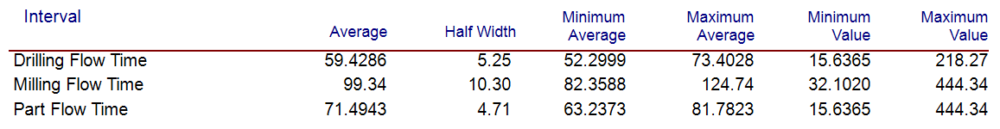 Interval Average Half Width Minimum Average Maximum Average Minimum Value Maximum Value
Drilling Flow Time 59.4286 5.25 52.2999 73.4028 15.6365 218.27
Milling Flow Time 99.34 10.30 82.3588 124.74 32.1020 444.34
Part Flow Time 71.4943 4.71 63.2373 81.7823 15.6365 444.34